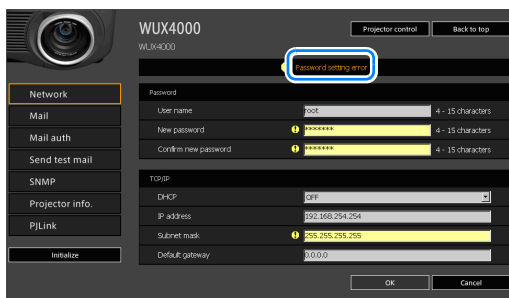 WUX4000
Projector control
Back to top
WUX4000
Password setting error
Network
Mail
Mail auth
Send test mail
SNMP
Projector info.
PJLink
Initialize
Password
User name root 4 - 15 characters
New password ******* 4 - 15 characters
Confirm new password ******* 4 - 15 characters
TCP/IP
DHCP OFF
IP address 192.168.254.254
Subnet mask 255.255.255.255
Default gateway 0.0.0.0
OK
Cancel